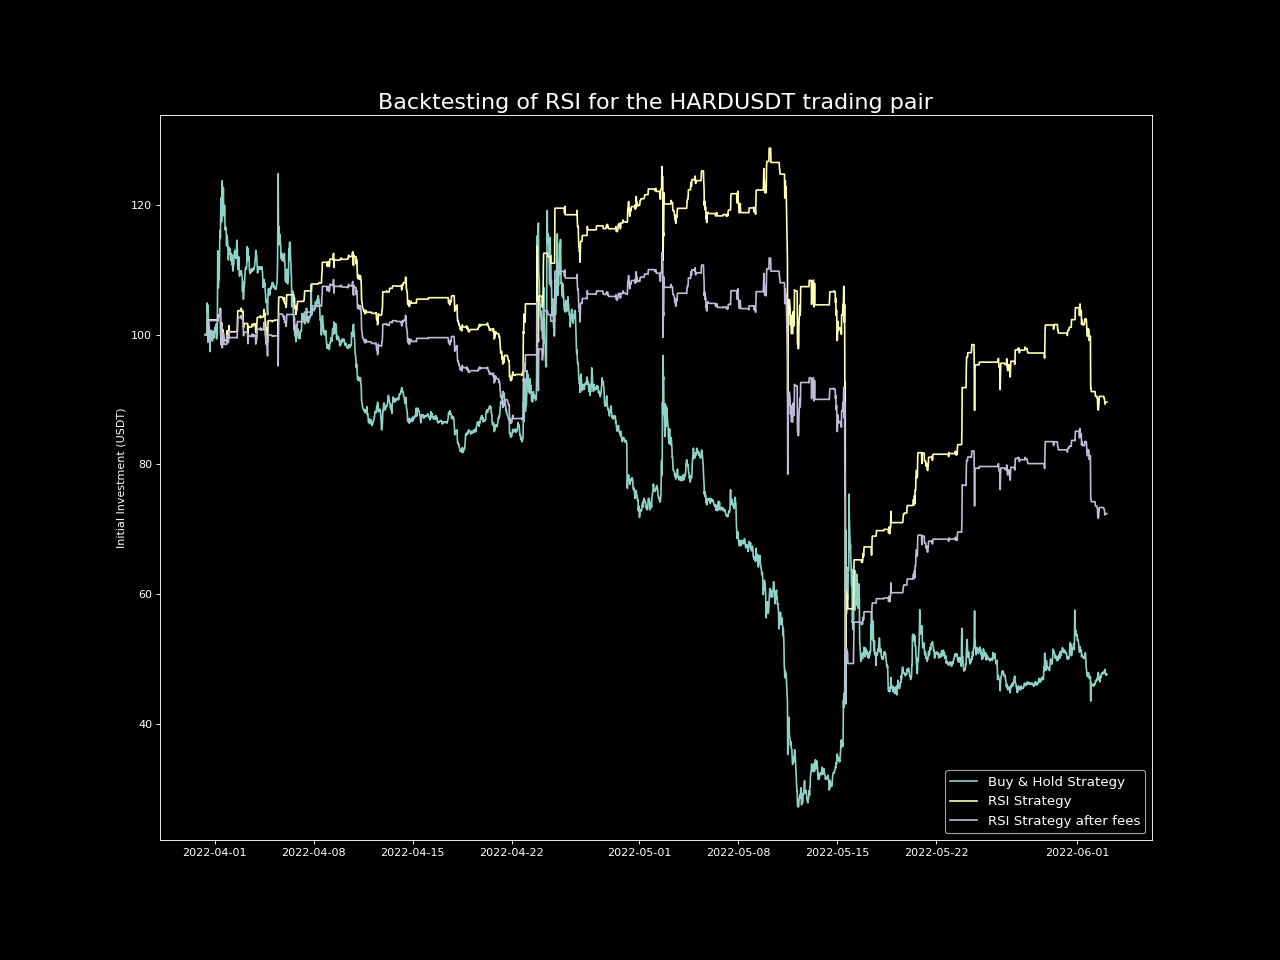 Backtesting of RSI for the HARDUSDT trading pair
Initial Investment (USDT)
120
100
80
60
40
2022-04-01 2022-04-08 2022-04-15 2022-04-22 2022-05-01 2022-05-08 2022-05-15 2022-05-22 2022-06-01
Buy & Hold Strategy
RSI Strategy
RSI Strategy after fees